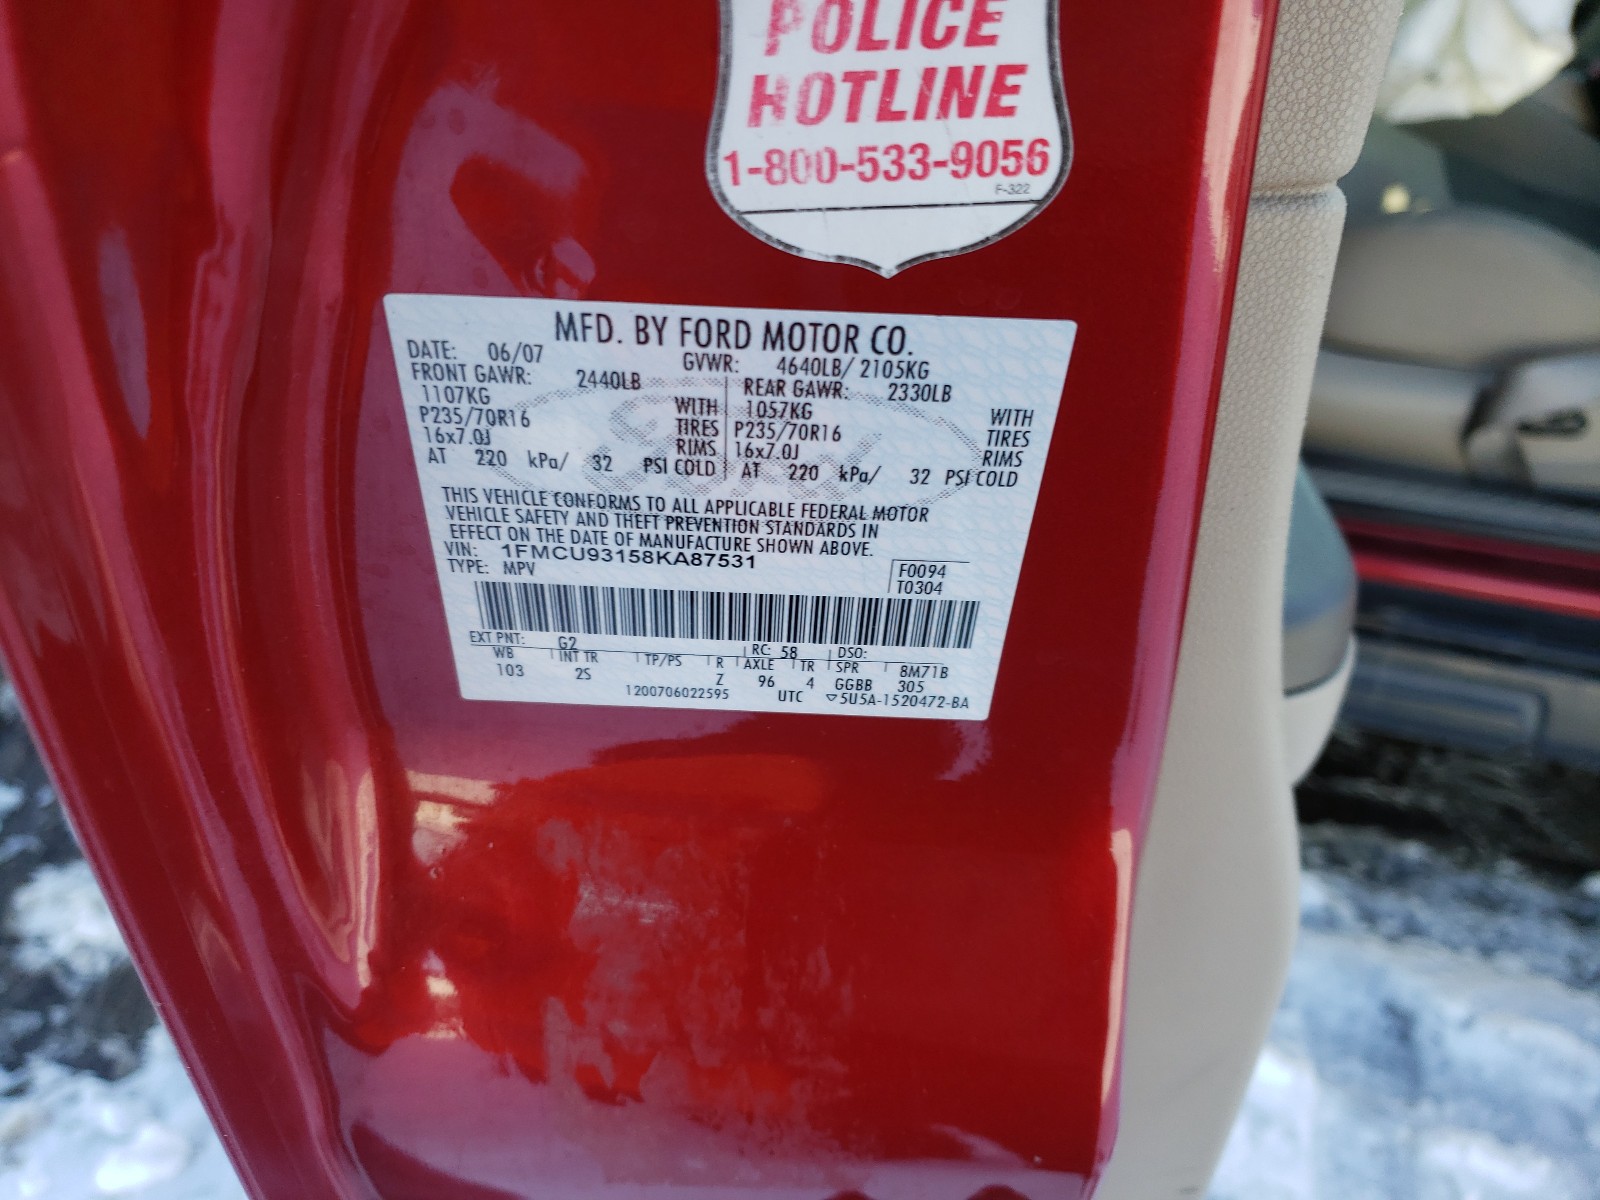 POLICE
HOTLINE
1-800-533-9056
F-322
MFD. BY FORD MOTOR CO.
DATE: 06/07 GVWR: 4640LB/ 2105KG
FRONT GAWR: 2440LB REAR GAWR: 2330LB
1107KG WITH 1057KG WITH
P235/70R16 TIRES P235/70R16 TIRES
16x7.0J RIMS 16x7.0J RIMS
AT 220 kPa/ 32 PSI COLD AT 220 kPa/ 32 PSI COLD
THIS VEHICLE CONFORMS TO ALL APPLICABLE FEDERAL MOTOR
VEHICLE SAFETY AND THEFT PREVENTION STANDARDS IN
EFFECT ON THE DATE OF MANUFACTURE SHOWN ABOVE.
VIN: 1FMCU93158KA87531
TYPE: MPV
F0094
T0304
EXT PNT: G2 RC: 58 DSO:
WB INT TR TP/PS R AXLE TR SPR 8M71B
103 2S Z 96 4 GGBB 305
1200706022595 UTC ▽5U5A-1520472-BA
Ford